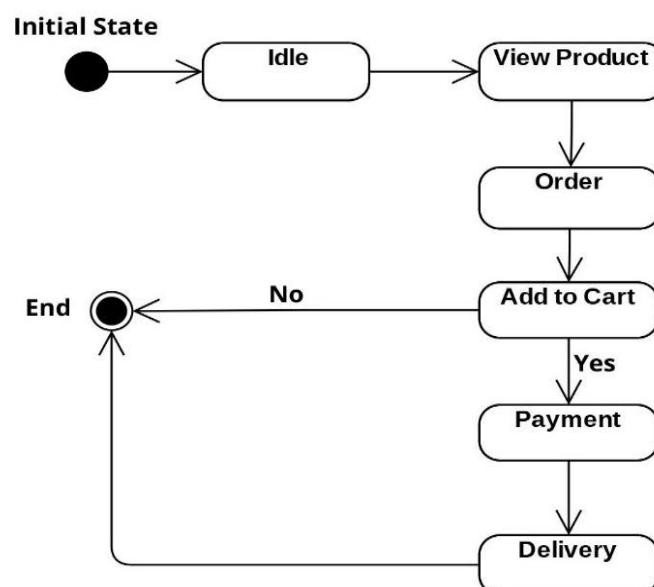 Initial State
Idle
View Product
Order
Add to Cart
No
End
Yes
Payment
Delivery